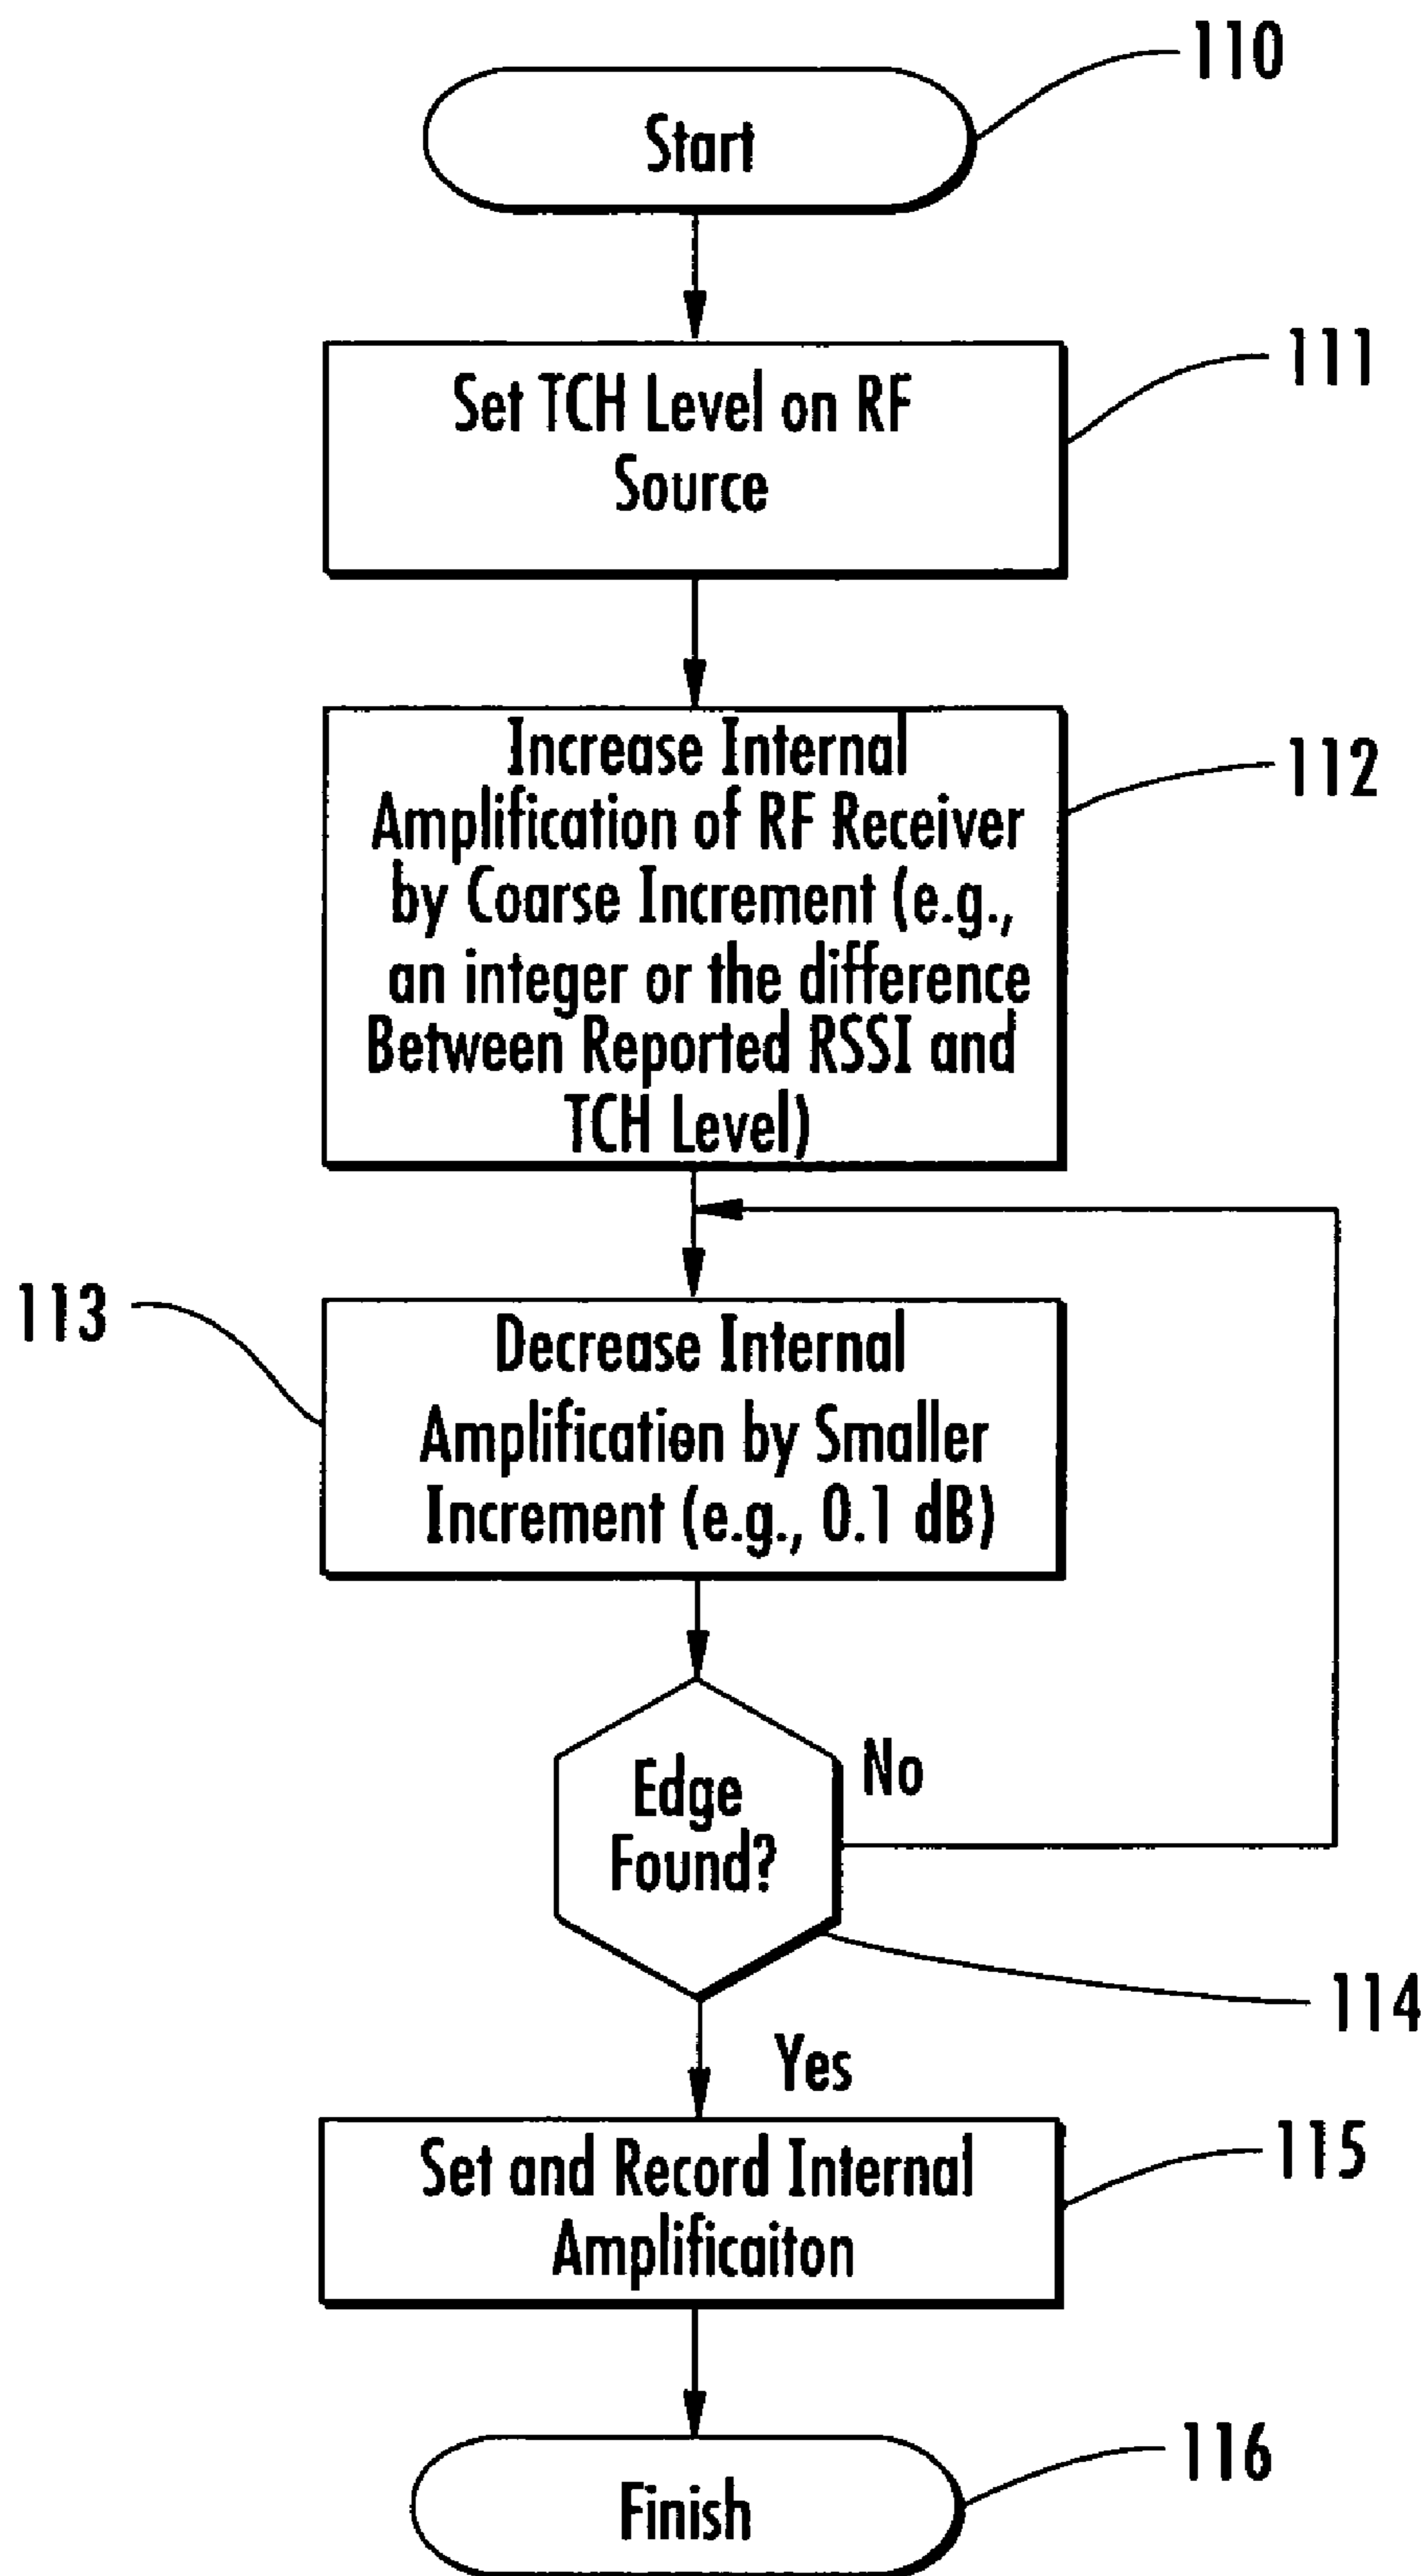 110
Start
111
Set TCH Level on RF
Source
112
Increase Internal
Amplification of RF Receiver
by Coarse Increment (e.g.,
an integer or the difference
Between Reported RSSI and
TCH Level)
113
Decrease Internal
Amplification by Smaller
Increment (e.g., 0.1 dB)
Edge
Found?
No
114
Yes
115
Set and Record Internal
Amplificaiton
116
Finish